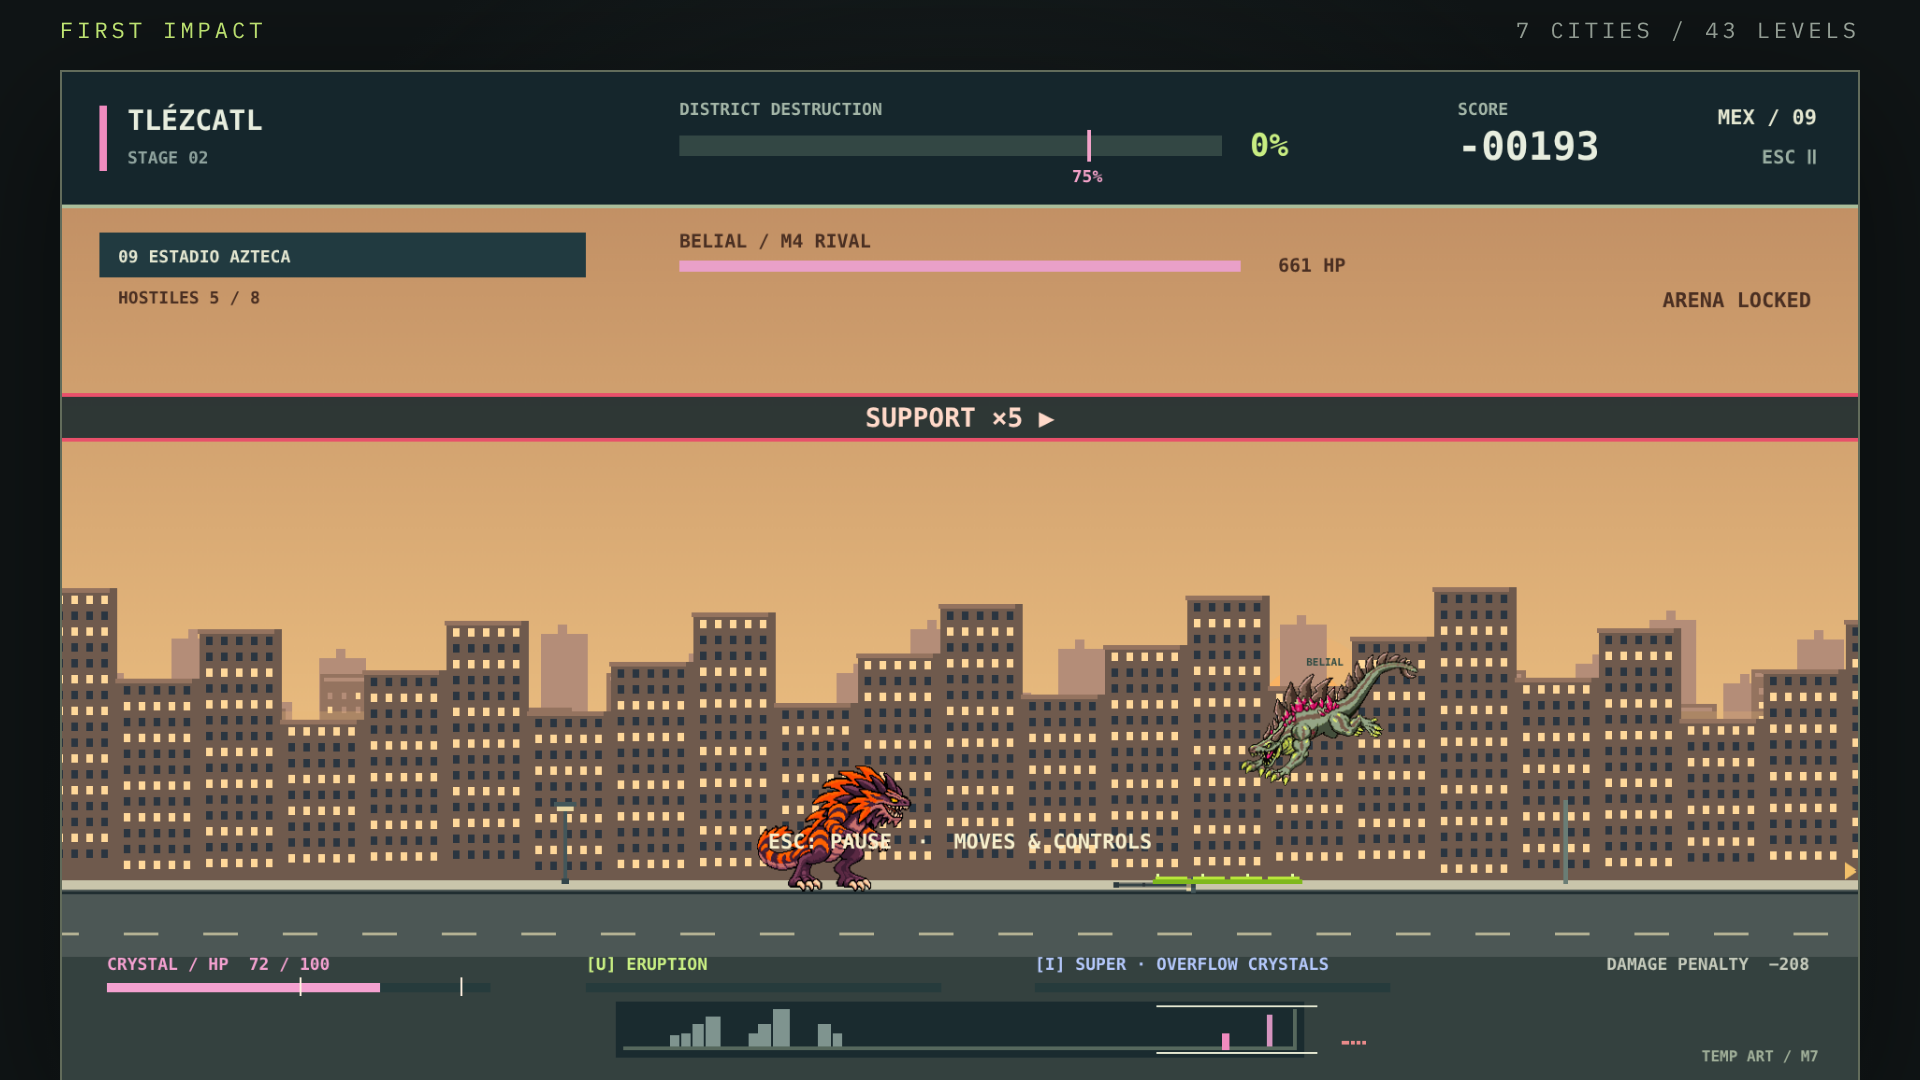 FIRST IMPACT
7 CITIES / 43 LEVELS
TLÉZCATL
STAGE 02
DISTRICT DESTRUCTION
0%
75%
SCORE
-00193
MEX / 09
ESC II
09 ESTADIO AZTECA
HOSTILES 5 / 8
BELIAL / M4 RIVAL
661 HP
ARENA LOCKED
SUPPORT ×5 ▶
BELIAL
ESC: PAUSE · MOVES & CONTROLS
CRYSTAL / HP 72 / 100
[U] ERUPTION
[I] SUPER · OVERFLOW CRYSTALS
DAMAGE PENALTY −208
TEMP ART / M7